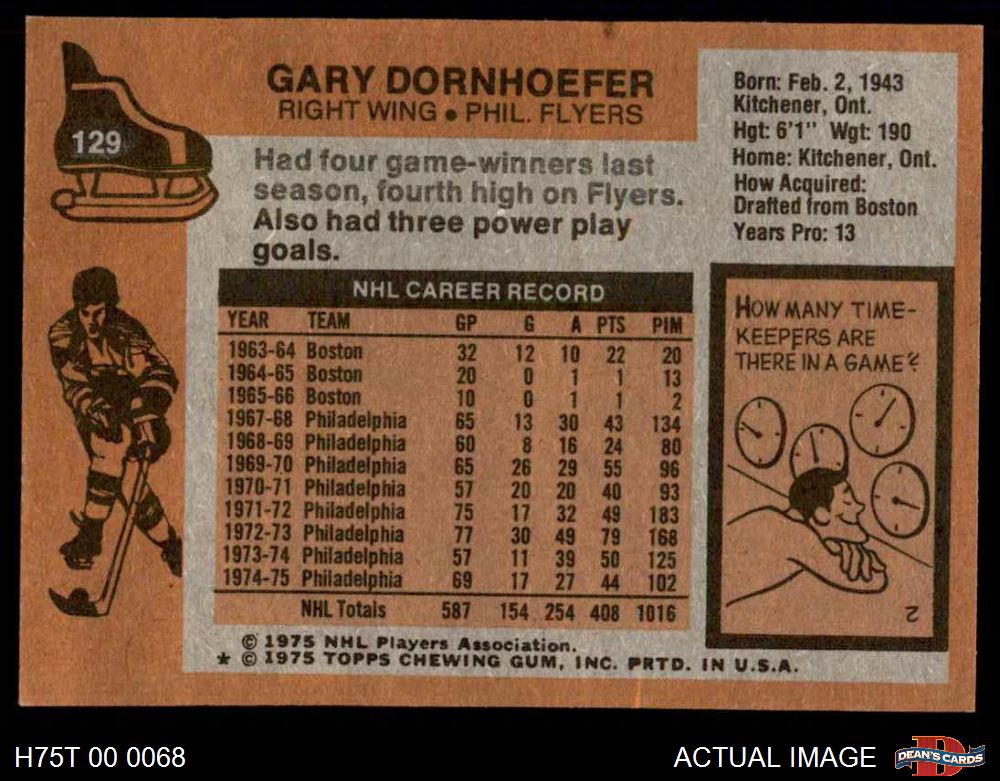 129
GARY DORNHOEFER
RIGHT WING • PHIL. FLYERS
Had four game-winners last
season, fourth high on Flyers.
Also had three power play
goals.
Born: Feb. 2, 1943
Kitchener, Ont.
Hgt: 6'1" Wgt: 190
Home: Kitchener, Ont.
How Acquired:
Drafted from Boston
Years Pro: 13
NHL CAREER RECORD
YEAR TEAM GP G A PTS PIM
1963-64 Boston 32 12 10 22 20
1964-65 Boston 20 0 1 1 13
1965-66 Boston 10 0 1 1 2
1967-68 Philadelphia 65 13 30 43 134
1968-69 Philadelphia 60 8 16 24 80
1969-70 Philadelphia 65 26 29 55 96
1970-71 Philadelphia 57 20 20 40 93
1971-72 Philadelphia 75 17 32 49 183
1972-73 Philadelphia 77 30 49 79 168
1973-74 Philadelphia 57 11 39 50 125
1974-75 Philadelphia 69 17 27 44 102
NHL Totals 587 154 254 408 1016
HOW MANY TIME-
KEEPERS ARE
THERE IN A GAME?
2
© 1975 NHL Players Association.
* © 1975 TOPPS CHEWING GUM, INC. PRTD. IN U.S.A.
H75T 00 0068
ACTUAL IMAGE
D
DEAN'S CARDS